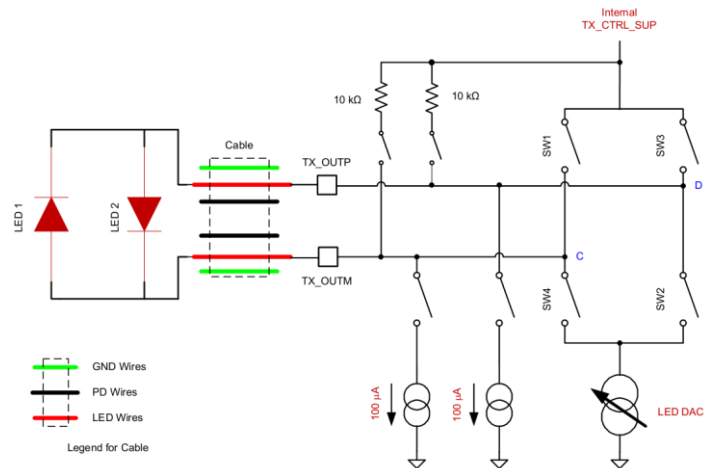 Internal
TX_CTRL_SUP
10 kΩ
10 kΩ
Cable
TX_OUTP
SW1
SW3
D
LED 1
LED 2
TX_OUTM
C
SW4
SW2
GND Wires
PD Wires
LED Wires
100 µA
100 µA
LED DAC
Legend for Cable